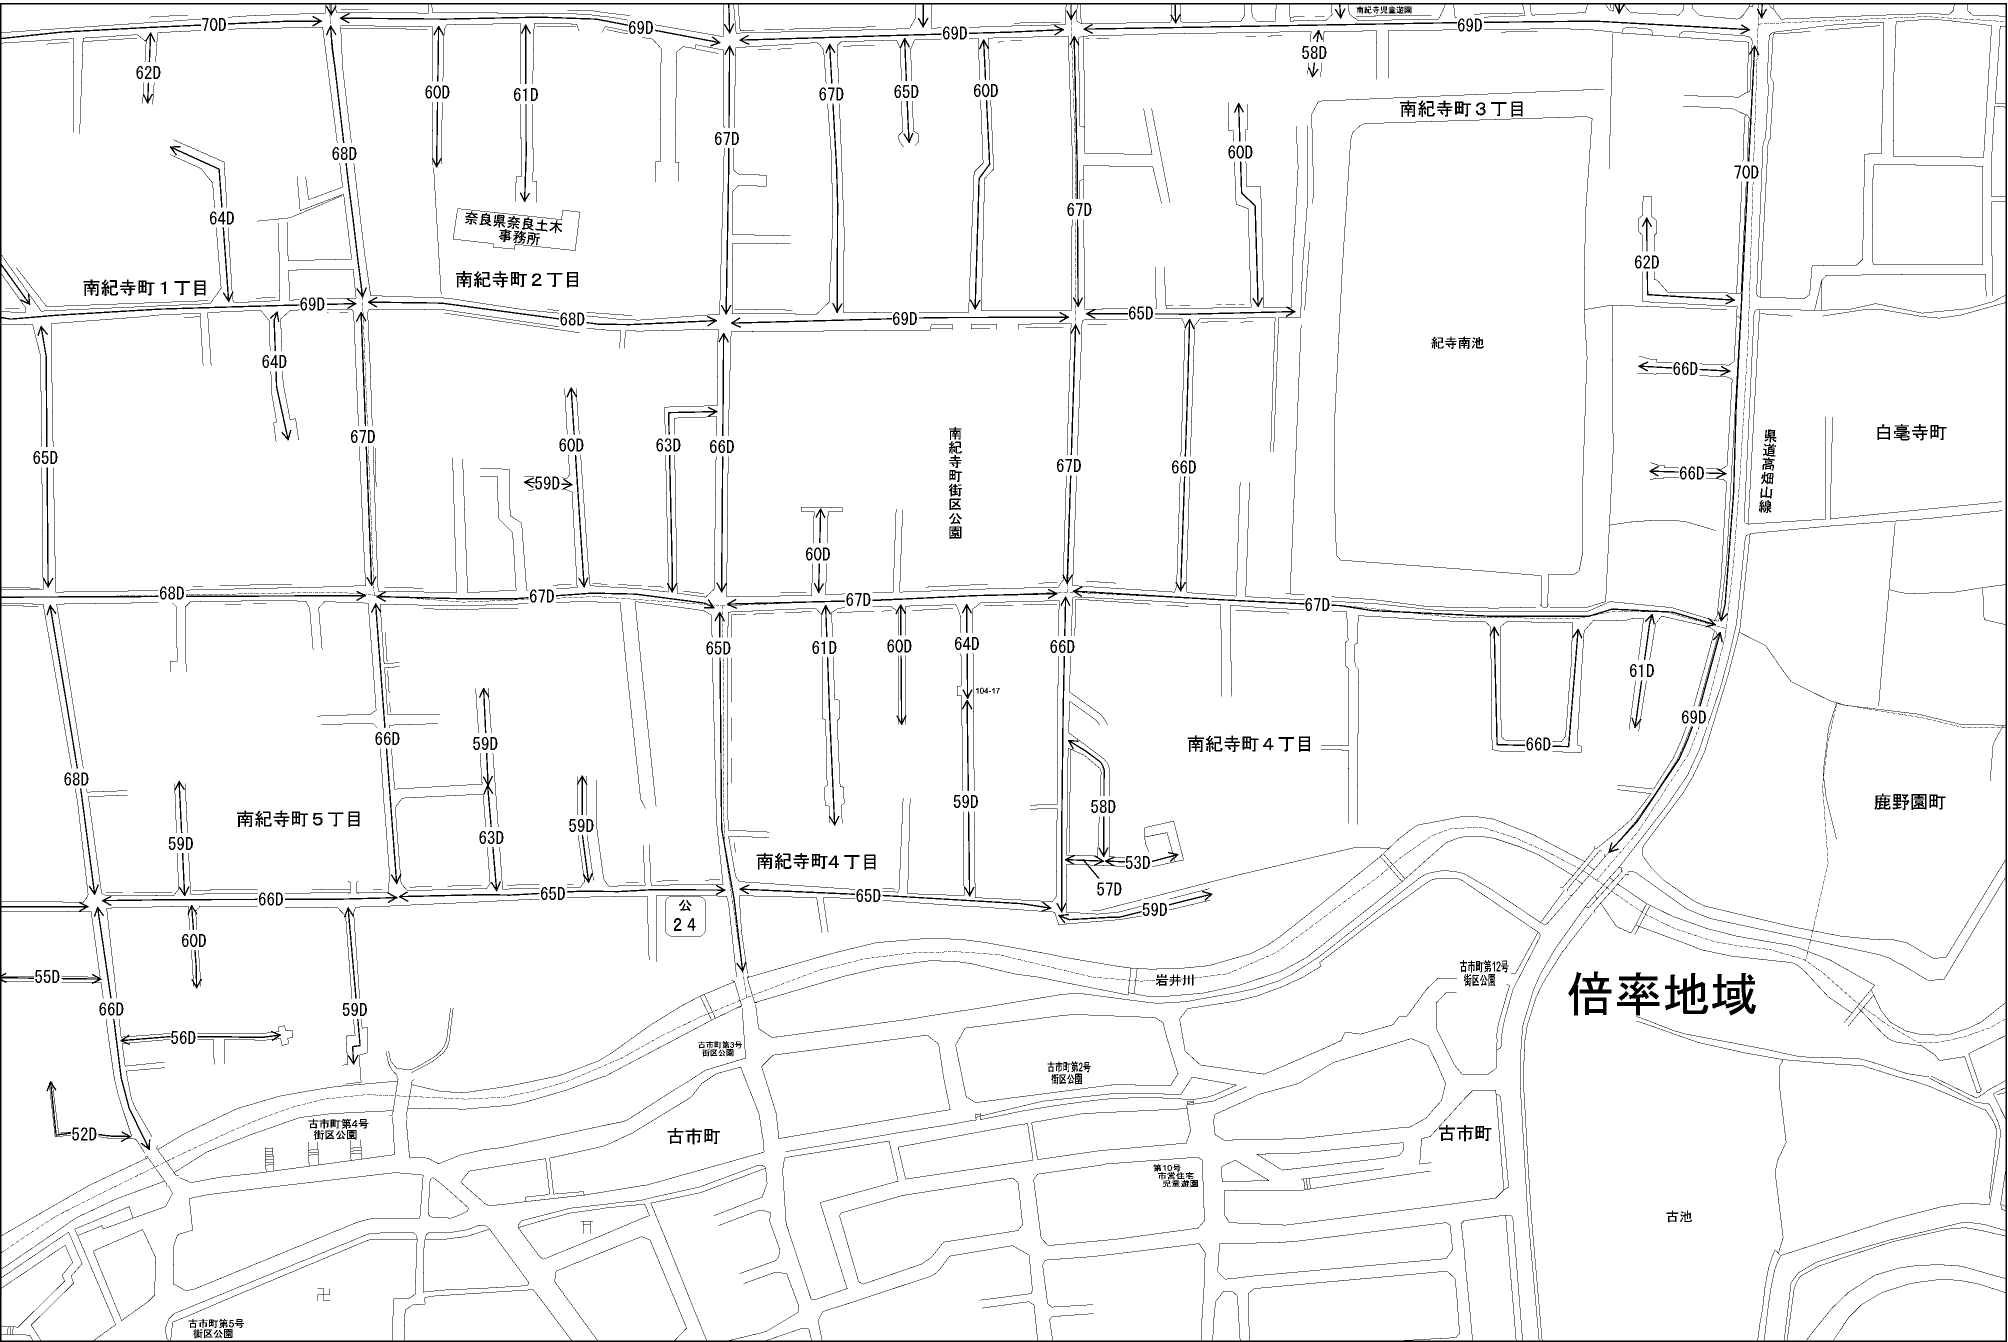 南紀寺児童遊園
70D
69D
69D
69D
62D
60D
61D
67D
65D
60D
58D
南紀寺町３丁目
67D
68D
60D
70D
64D
67D
奈良県奈良土木
事務所
62D
南紀寺町１丁目
南紀寺町２丁目
69D
68D
69D
65D
64D
紀寺南池
66D
67D
65D
60D
63D
66D
南紀寺町街区公園
67D
66D
66D
県道高畑山線
白毫寺町
59D
60D
68D
67D
67D
67D
65D
61D
60D
64D
66D
61D
104-17
66D
59D
南紀寺町４丁目
66D
69D
68D
59D
58D
鹿野園町
南紀寺町５丁目
59D
63D
59D
南紀寺町４丁目
53D
57D
66D
65D
65D
59D
公
２４
60D
55D
岩井川
古市町第12号
街区公園
倍率地域
66D
59D
56D
古市町第3号
街区公園
古市町第2号
街区公園
52D
古市町第4号
街区公園
古市町
古市町
第10号
市営住宅
児童遊園
古池
古市町第5号
街区公園